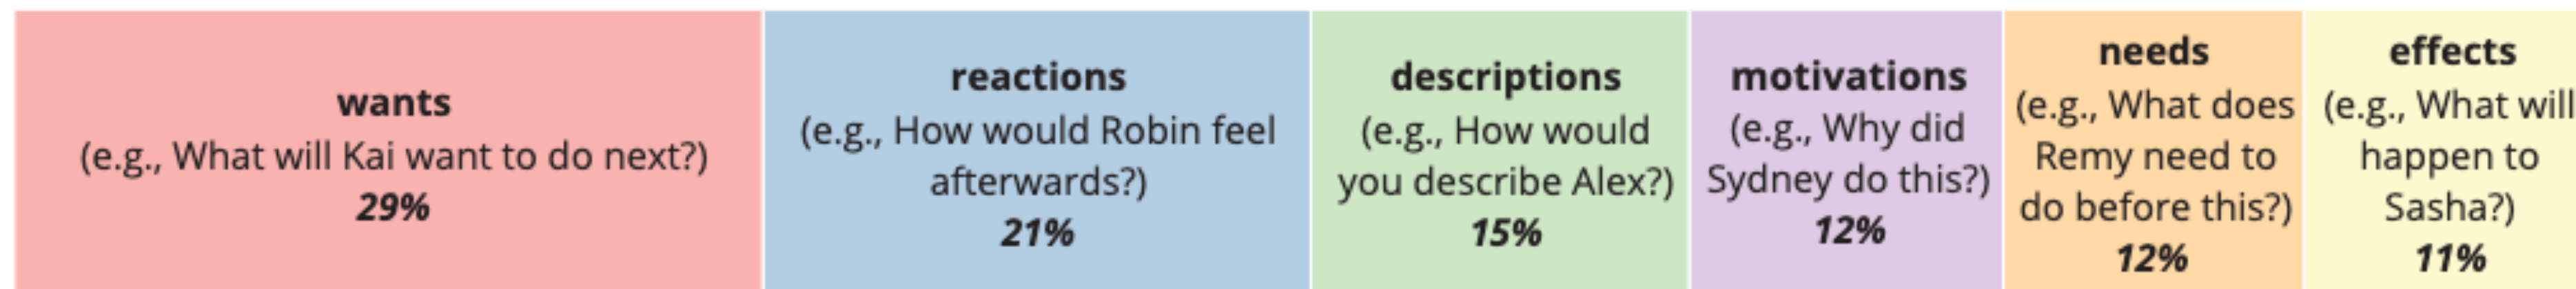 wants
(e.g., What will Kai want to do next?)
29%
reactions
(e.g., How would Robin feel
afterwards?)
21%
descriptions
(e.g., How would
you describe Alex?)
15%
motivations
(e.g., Why did
Sydney do this?)
12%
needs
(e.g., What does
Remy need to
do before this?)
12%
effects
(e.g., What will
happen to
Sasha?)
11%